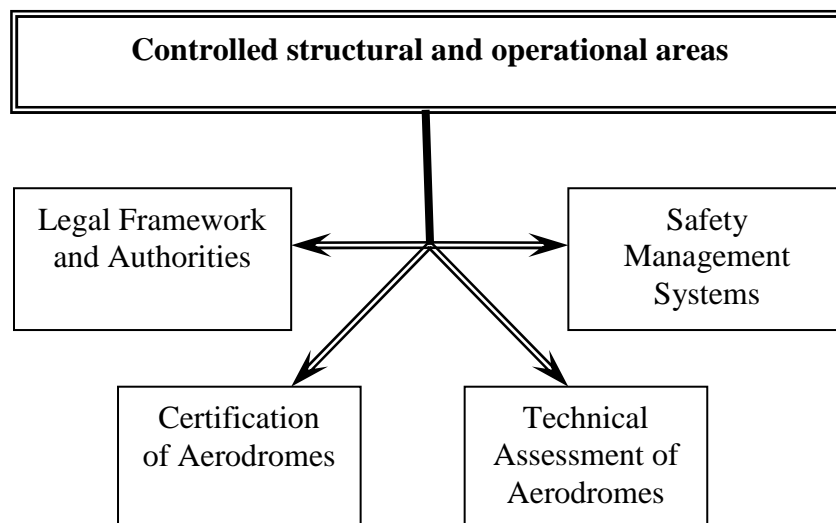 Controlled structural and operational areas
Legal Framework
and Authorities
Safety
Management
Systems
Certification
of Aerodromes
Technical
Assessment of
Aerodromes